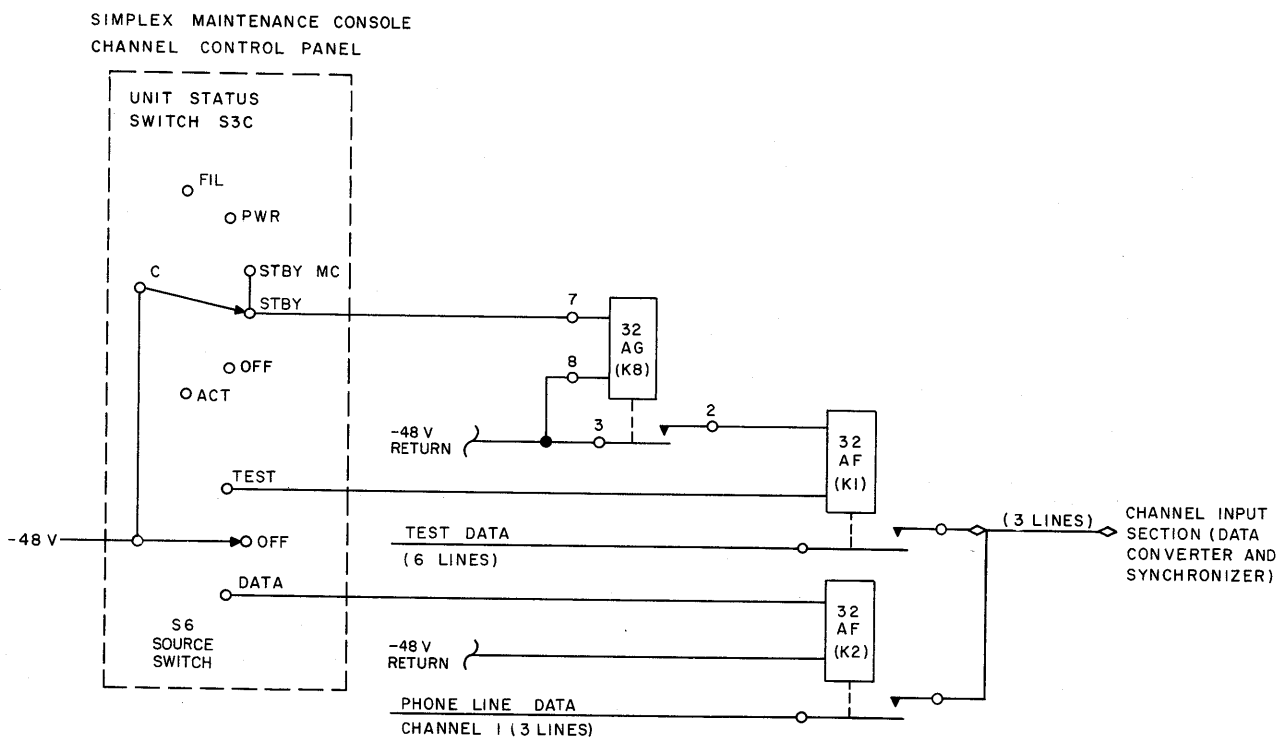 SIMPLEX MAINTENANCE CONSOLE
CHANNEL CONTROL PANEL
UNIT STATUS
SWITCH S3C
FIL
PWR
C
STBY MC
STBY
OFF
ACT
7
8
32
AG
(K8)
3
2
-48 V
RETURN
32
AF
(K1)
TEST
TEST DATA
(6 LINES)
(3 LINES)
CHANNEL INPUT
SECTION (DATA
CONVERTER AND
SYNCHRONIZER)
-48 V
OFF
DATA
S6
SOURCE
SWITCH
32
AF
(K2)
-48 V
RETURN
PHONE LINE DATA
CHANNEL 1 (3 LINES)